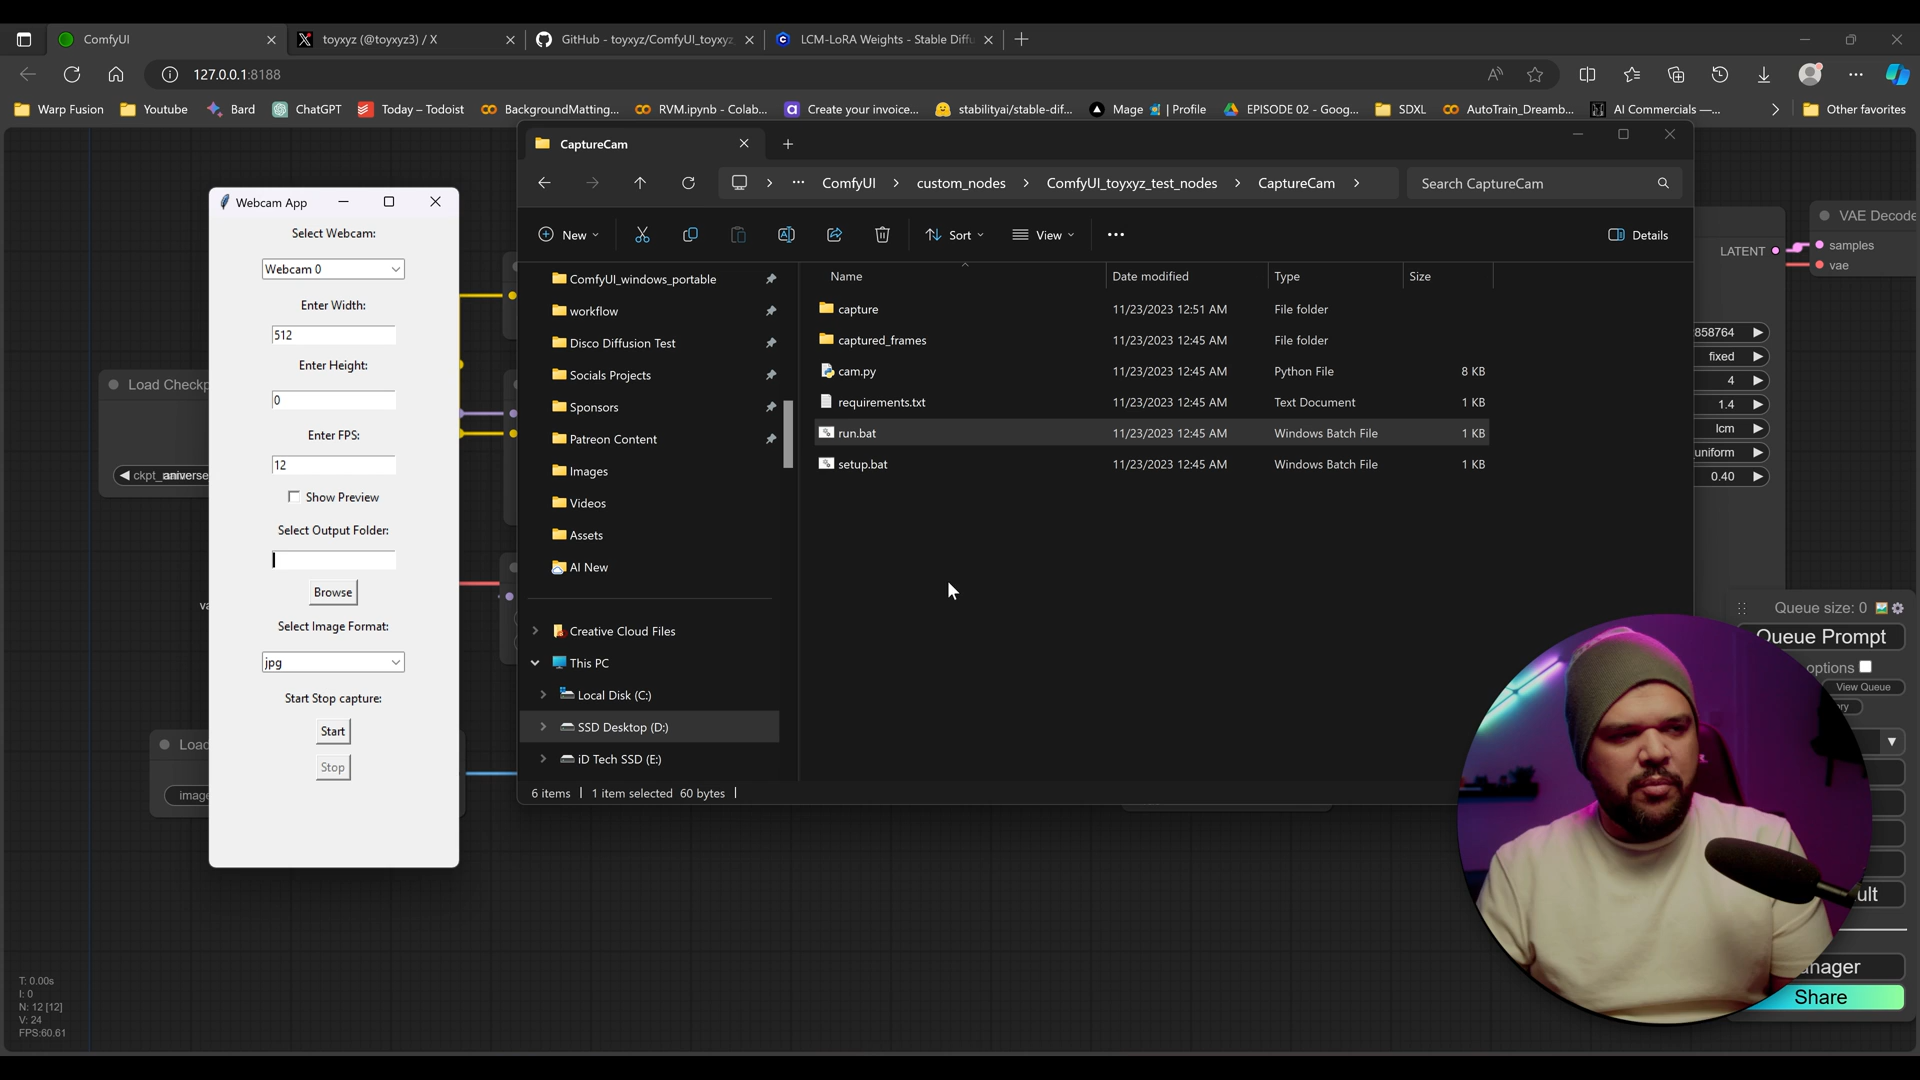 ComfyUI
toyxyz (@toyxyz3) / X
GitHub - toyxyz/ComfyUI_toyxyz
LCM-LoRA Weights - Stable Diffu
127.0.0.1:8188
Warp Fusion
Youtube
Bard
ChatGPT
Today – Todoist
BackgroundMatting...
RVM.ipynb - Colab...
Create your invoice...
stabilityai/stable-dif...
Mage | Profile
EPISODE 02 - Goog...
SDXL
AutoTrain_Dreamb...
AI Commercials —...
Other favorites
CaptureCam
ComfyUI
custom_nodes
ComfyUI_toyxyz_test_nodes
CaptureCam
Search CaptureCam
New
Sort
View
Details
Name
Date modified
Type
Size
ComfyUI_windows_portable
workflow
Disco Diffusion Test
Socials Projects
Sponsors
Patreon Content
Images
Videos
Assets
AI New
Creative Cloud Files
This PC
Local Disk (C:)
SSD Desktop (D:)
iD Tech SSD (E:)
capture 11/23/2023 12:51 AM File folder
captured_frames 11/23/2023 12:45 AM File folder
cam.py 11/23/2023 12:45 AM Python File 8 KB
requirements.txt 11/23/2023 12:45 AM Text Document 1 KB
run.bat 11/23/2023 12:45 AM Windows Batch File 1 KB
setup.bat 11/23/2023 12:45 AM Windows Batch File 1 KB
6 items
1 item selected 60 bytes
Webcam App
Select Webcam:
Webcam 0
Enter Width:
512
Enter Height:
0
Enter FPS:
12
Show Preview
Select Output Folder:
Browse
Select Image Format:
jpg
Start Stop capture:
Start
Stop
Load Checkp
ckpt_
aniverse
va
Load
image
VAE Decode
LATENT
samples
vae
858764
fixed
4
1.4
lcm
uniform
0.40
Queue size: 0
Queue Prompt
options
View Queue
ry
ult
anager
Share
T: 0.00s
I: 0
N: 12 [12]
V: 24
FPS:60.61